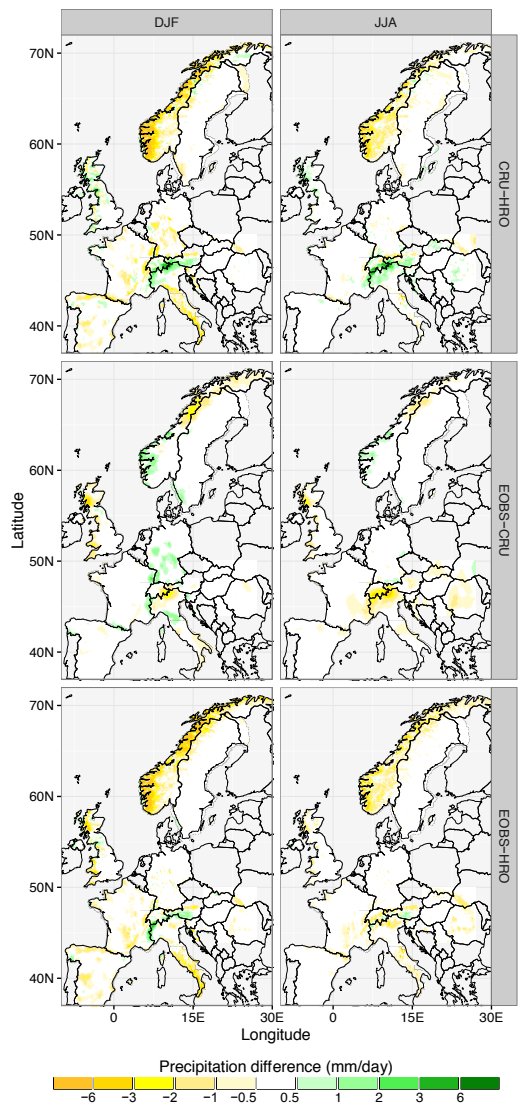 DJF JJA
70N
60N
50N
40N
CRU−HRO
70N
60N
50N
40N
EOBS−CRU
70N
60N
50N
40N
EOBS−HRO
Latitude
0 15E 30E 0 15E 30E
Longitude
Precipitation difference (mm/day)
−6 −3 −2 −1 −0.5 0.5 1 2 3 6